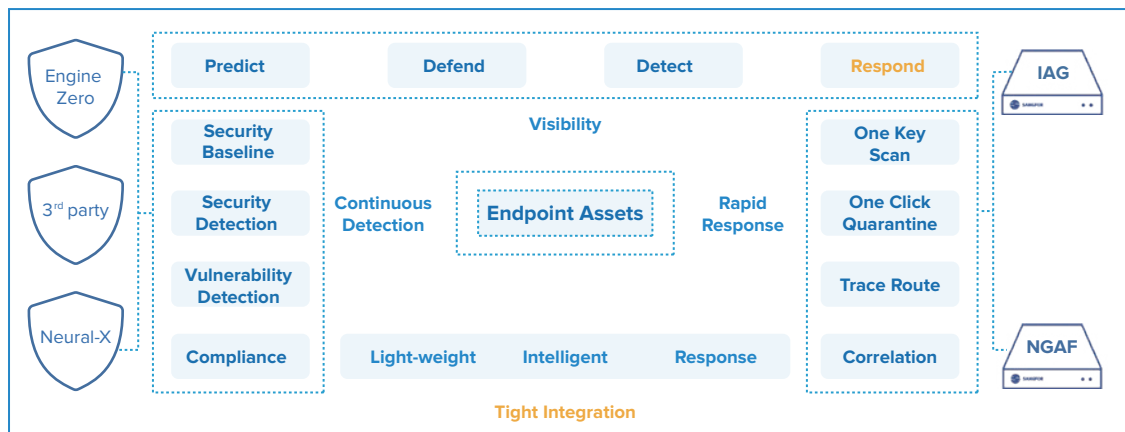 Engine
Zero
Predict
Defend
Detect
Respond
IAG
SANGFOR
Visibility
Security
Baseline
One Key
Scan
3rd party
Security
Detection
Continuous
Detection
Endpoint Assets
Rapid
Response
One Click
Quarantine
Vulnerability
Detection
Trace Route
Neural-X
Compliance
Light-weight
Intelligent
Response
Correlation
NGAF
SANGFOR
Tight Integration